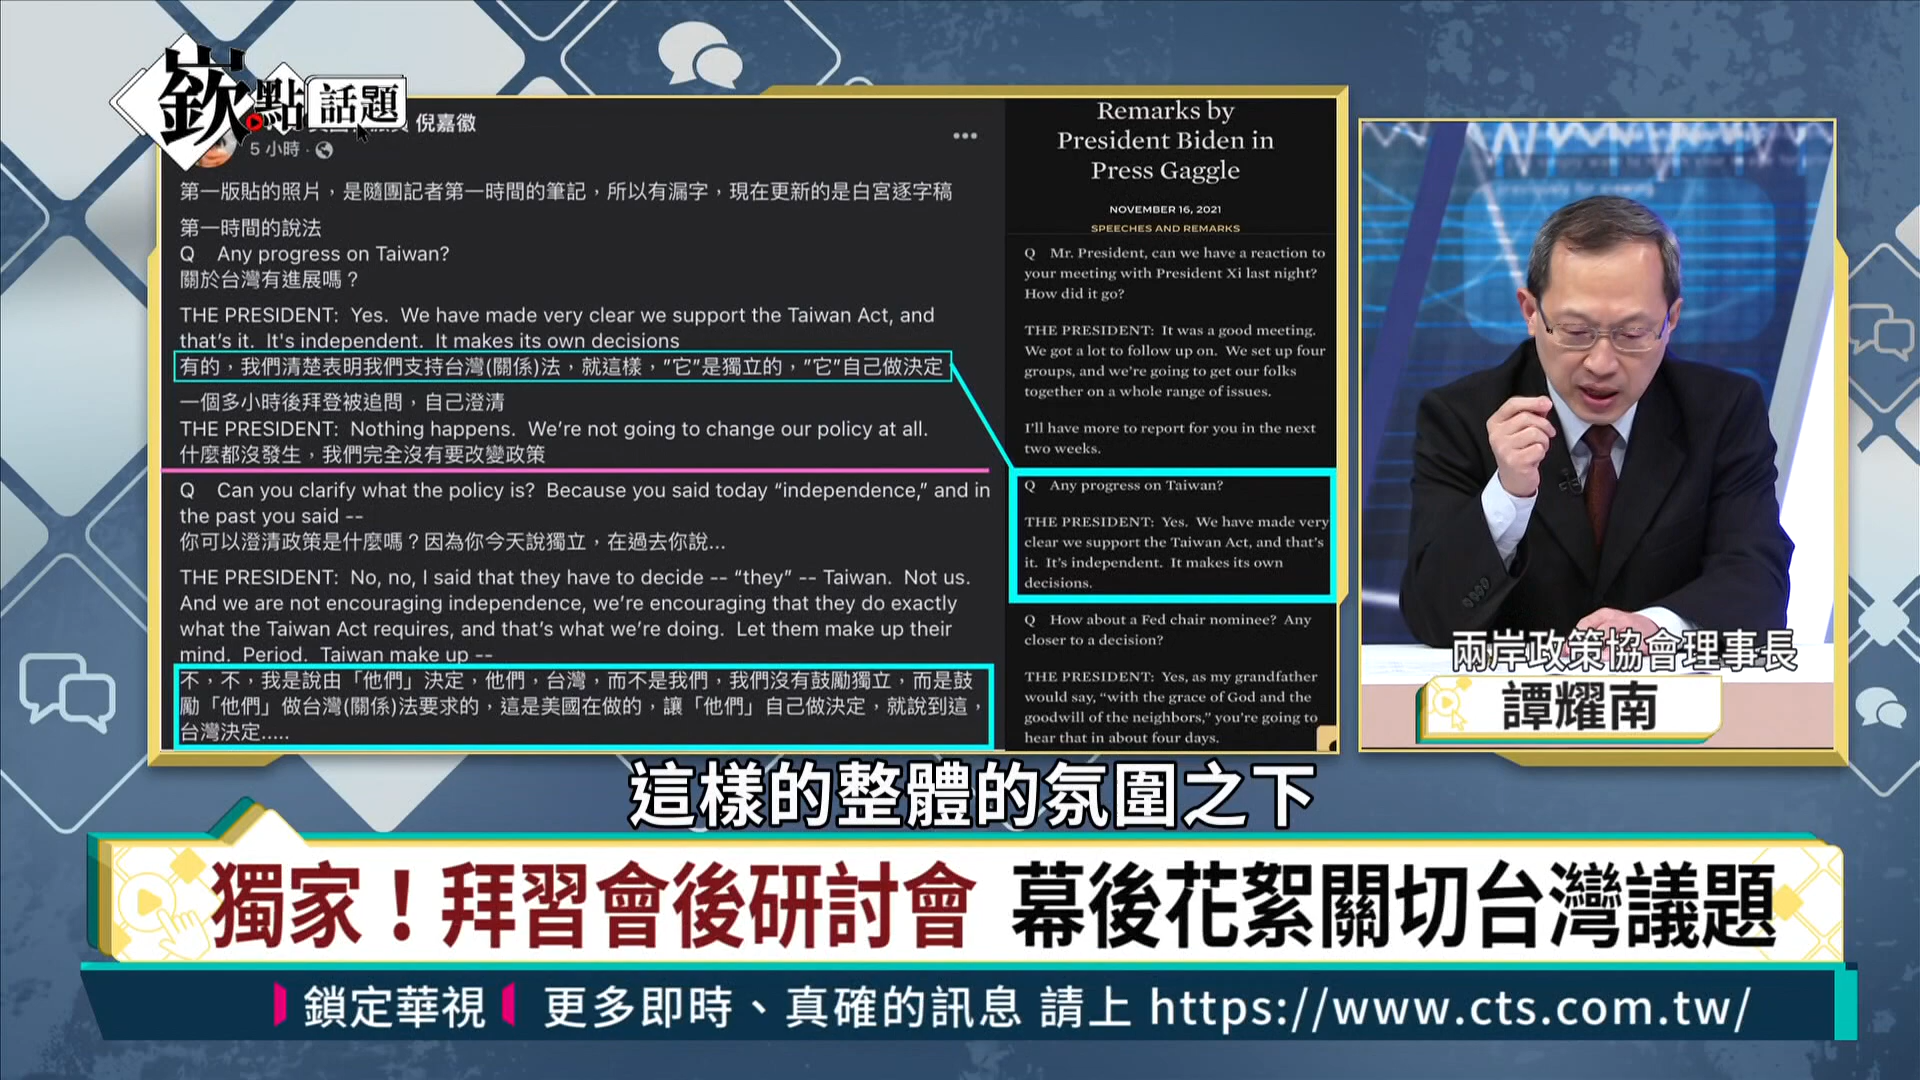 欽點話題
倪嘉徽
5 小時
第一版貼的照片，是隨團記者第一時間的筆記，所以有漏字，現在更新的是白宮逐字稿
第一時間的說法
Q Any progress on Taiwan?
關於台灣有進展嗎？
THE PRESIDENT: Yes. We have made very clear we support the Taiwan Act, and
that’s it. It's independent. It makes its own decisions
有的，我們清楚表明我們支持台灣(關係)法，就這樣，”它”是獨立的，”它”自己做決定
一個多小時後拜登被追問，自己澄清
THE PRESIDENT: Nothing happens. We’re not going to change our policy at all.
什麼都沒發生，我們完全沒有要改變政策
Q Can you clarify what the policy is? Because you said today “independence,” and in
the past you said --
你可以澄清政策是什麼嗎？因為你今天說獨立，在過去你說...
THE PRESIDENT: No, no, I said that they have to decide -- “they” -- Taiwan. Not us.
And we are not encouraging independence, we’re encouraging that they do exactly
what the Taiwan Act requires, and that’s what we’re doing. Let them make up their
mind. Period. Taiwan make up --
不，不，我是說由「他們」決定，他們，台灣，而不是我們，我們沒有鼓勵獨立，而是鼓
勵「他們」做台灣(關係)法要求的，這是美國在做的，讓「他們」自己做決定，就說到這，
台灣決定.....
Remarks by
President Biden in
Press Gaggle
NOVEMBER 16, 2021
SPEECHES AND REMARKS
Q Mr. President, can we have a reaction to
your meeting with President Xi last night?
How did it go?
THE PRESIDENT: It was a good meeting.
We got a lot to follow up on. We set up four
groups, and we’re going to get our folks
together on a whole range of issues.
I’ll have more to report for you in the next
two weeks.
Q Any progress on Taiwan?
THE PRESIDENT: Yes. We have made very
clear we support the Taiwan Act, and that’s
it. It’s independent. It makes its own
decisions.
Q How about a Fed chair nominee? Any
closer to a decision?
THE PRESIDENT: Yes, as my grandfather
would say, “with the grace of God and the
goodwill of the neighbors,” you’re going to
hear that in about four days.
兩岸政策協會理事長
譚耀南
這樣的整體的氛圍之下
獨家！拜習會後研討會 幕後花絮關切台灣議題
鎖定華視 更多即時、真確的訊息 請上 https://www.cts.com.tw/